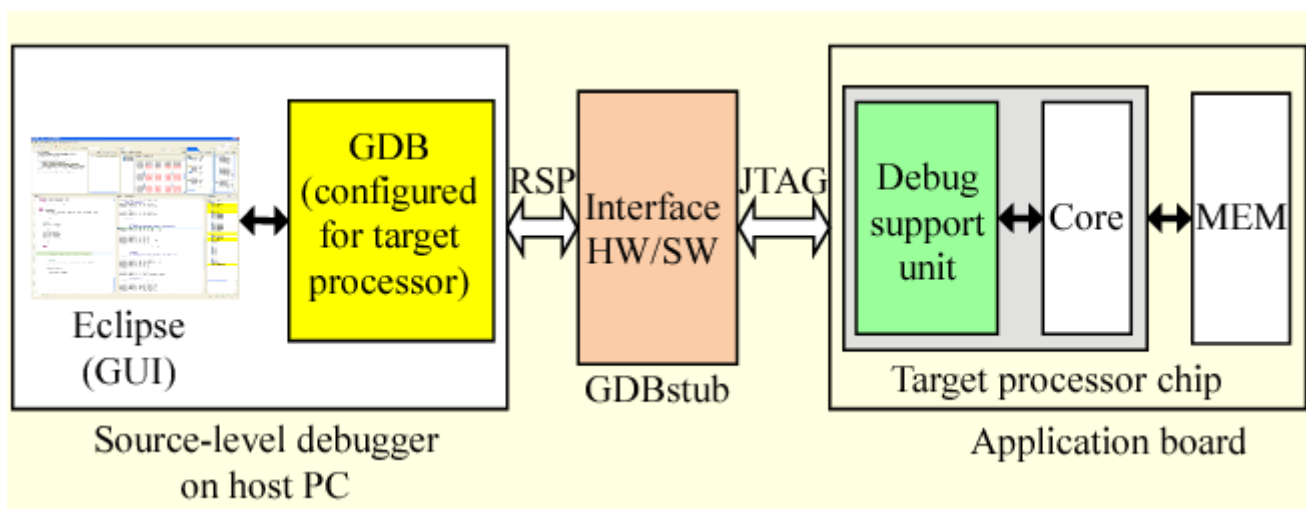 GDB
(configured
for target
processor)
Eclipse
(GUI)
Source-level debugger
on host PC
RSP
Interface
HW/SW
GDBstub
JTAG
Debug
support
unit
Core
MEM
Target processor chip
Application board